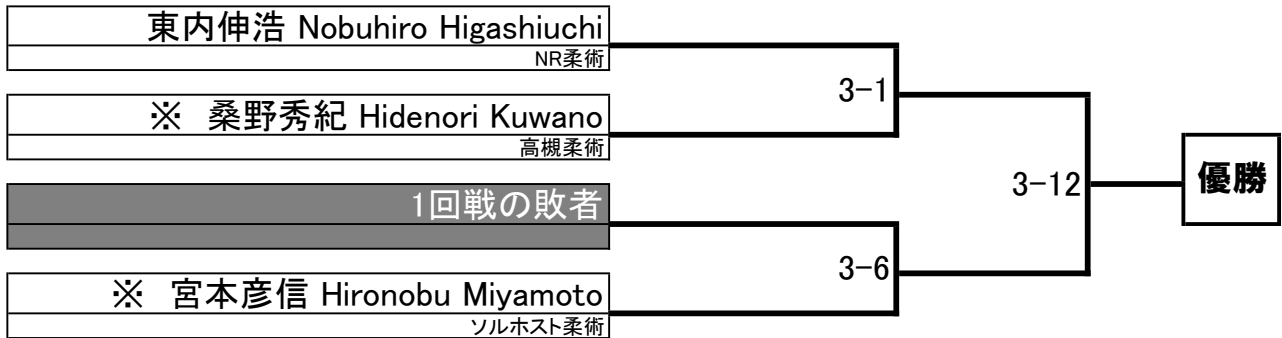 東内伸浩 Nobuhiro Higashiuchi
NR柔術
3-1
※ 桑野秀紀 Hidenori Kuwano
高槻柔術
3-12
優勝
1回戦の敗者
3-6
※ 宮本彦信 Hironobu Miyamoto
ソルホスト柔術